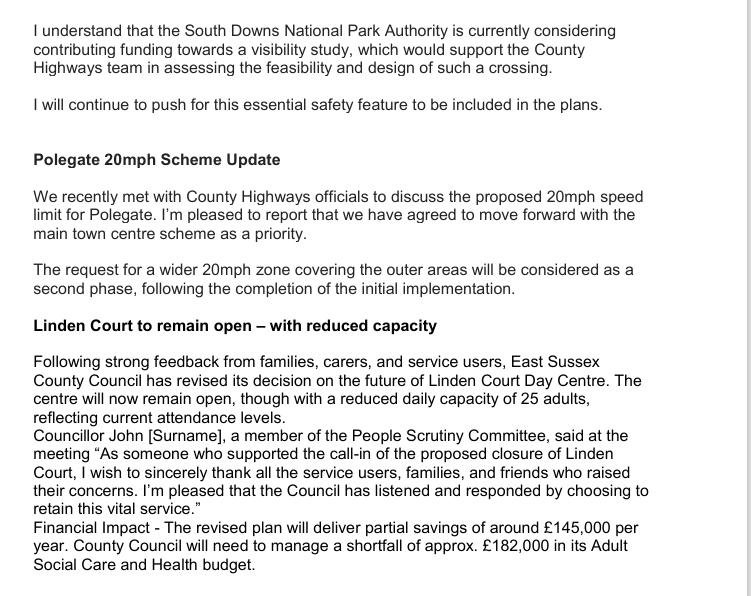 I understand that the South Downs National Park Authority is currently considering
contributing funding towards a visibility study, which would support the County
Highways team in assessing the feasibility and design of such a crossing.
I will continue to push for this essential safety feature to be included in the plans.
Polegate 20mph Scheme Update
We recently met with County Highways officials to discuss the proposed 20mph speed
limit for Polegate. I’m pleased to report that we have agreed to move forward with the
main town centre scheme as a priority.
The request for a wider 20mph zone covering the outer areas will be considered as a
second phase, following the completion of the initial implementation.
Linden Court to remain open – with reduced capacity
Following strong feedback from families, carers, and service users, East Sussex
County Council has revised its decision on the future of Linden Court Day Centre. The
centre will now remain open, though with a reduced daily capacity of 25 adults,
reflecting current attendance levels.
Councillor John [Surname], a member of the People Scrutiny Committee, said at the
meeting “As someone who supported the call-in of the proposed closure of Linden
Court, I wish to sincerely thank all the service users, families, and friends who raised
their concerns. I’m pleased that the Council has listened and responded by choosing to
retain this vital service.”
Financial Impact - The revised plan will deliver partial savings of around £145,000 per
year. County Council will need to manage a shortfall of approx. £182,000 in its Adult
Social Care and Health budget.